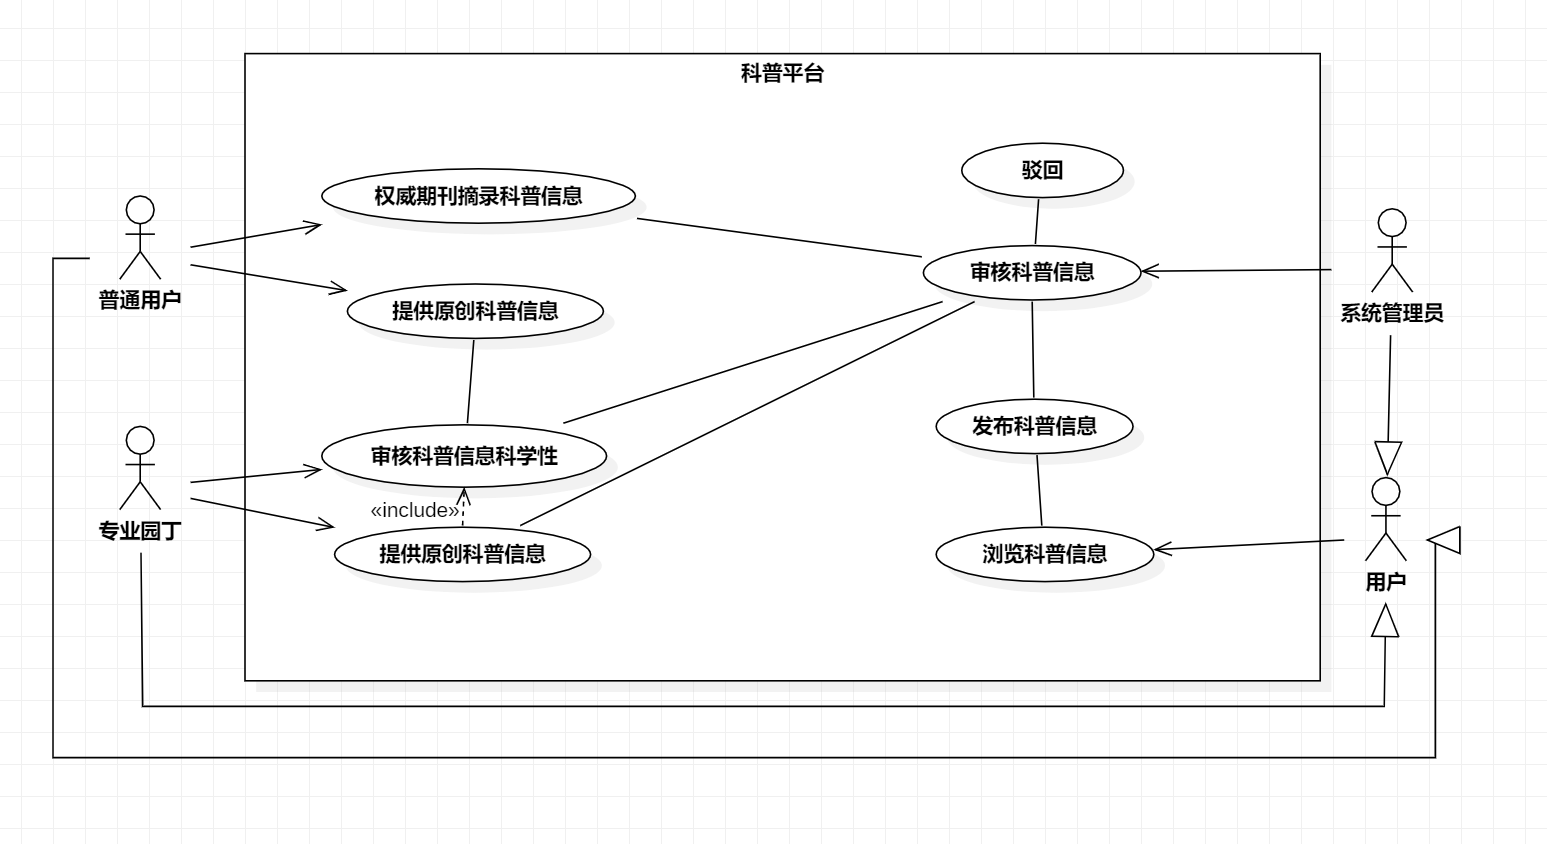 科普平台
驳回
权威期刊摘录科普信息
审核科普信息
普通用户
提供原创科普信息
系统管理员
发布科普信息
审核科普信息科学性
«include»
专业园丁
提供原创科普信息
浏览科普信息
用户